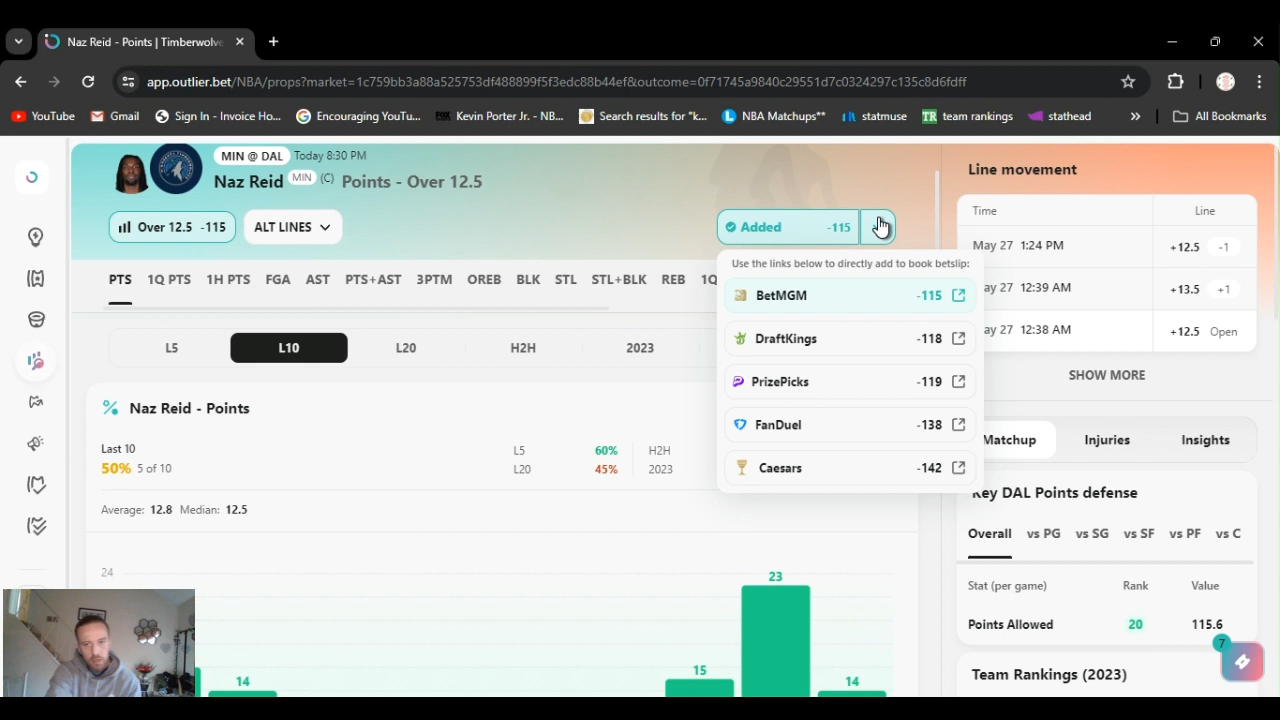 Naz Reid - Points | Timberwolv
app.outlier.bet/NBA/props?market=1c759bb3a88a525753df488899f5f3edc88b44ef&outcome=0f71745a9840c29551d7c0324297c135c8d6fdff
YouTube Gmail Sign In - Invoice Ho... Encouraging YouTu... Kevin Porter Jr. - NB... Search results for "k... NBA Matchups** statmuse TR team rankings stathead » All Bookmarks
MIN @ DAL Today 8:30 PM
Naz Reid MIN (C) Points - Over 12.5
Over 12.5 -115 ALT LINES
Added -115
Use the links below to directly add to book betslip:
BetMGM -115
DraftKings -118
PrizePicks -119
FanDuel -138
Caesars -142
PTS 1Q PTS 1H PTS FGA AST PTS+AST 3PTM OREB BLK STL STL+BLK REB 1Q
L5 L10 L20 H2H 2023
Naz Reid - Points
Last 10
50% 5 of 10
L5 60% H2H
L20 45% 2023
Average: 12.8 Median: 12.5
24
14
15
23
14
Line movement
Time Line
May 27 1:24 PM +12.5 -1
ay 27 12:39 AM +13.5 +1
ay 27 12:38 AM +12.5 Open
SHOW MORE
Matchup Injuries Insights
Key DAL Points defense
Overall vs PG vs SG vs SF vs PF vs C
Stat (per game) Rank Value
Points Allowed 20 115.6
7
Team Rankings (2023)